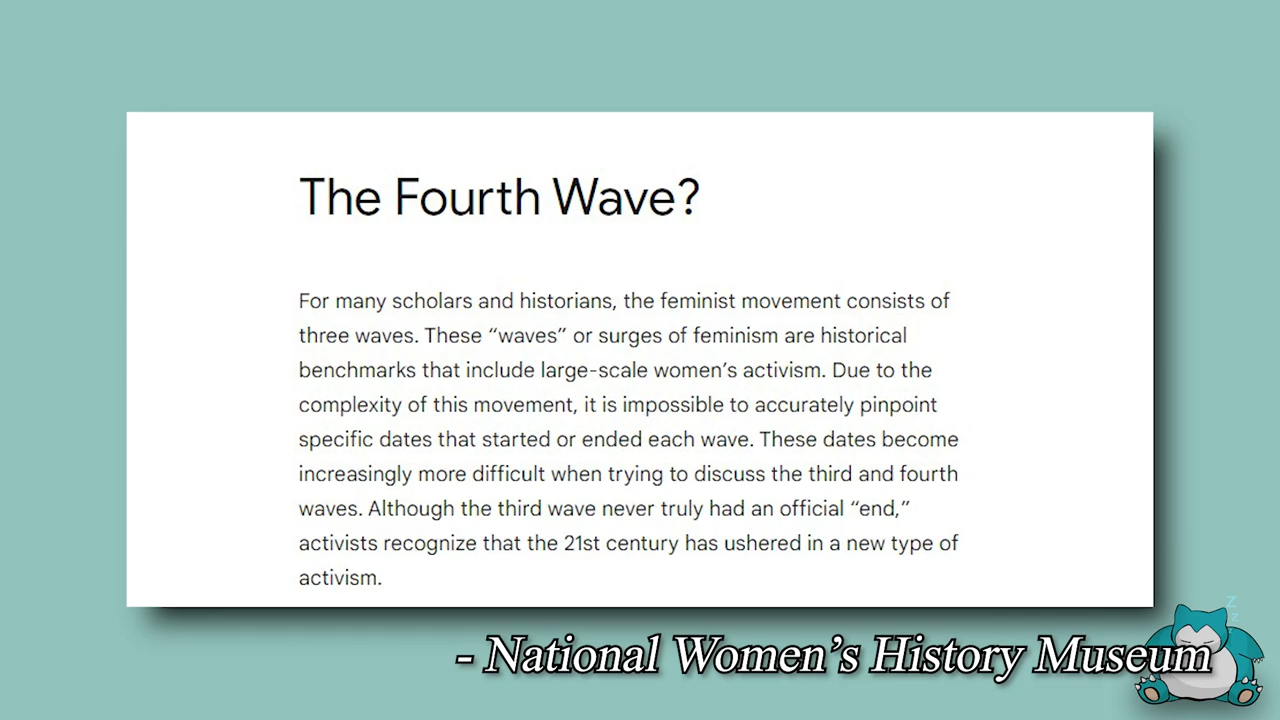 The Fourth Wave?
For many scholars and historians, the feminist movement consists of
three waves. These “waves” or surges of feminism are historical
benchmarks that include large-scale women’s activism. Due to the
complexity of this movement, it is impossible to accurately pinpoint
specific dates that started or ended each wave. These dates become
increasingly more difficult when trying to discuss the third and fourth
waves. Although the third wave never truly had an official “end,”
activists recognize that the 21st century has ushered in a new type of
activism.
- National Women’s History Museum
Z
Z